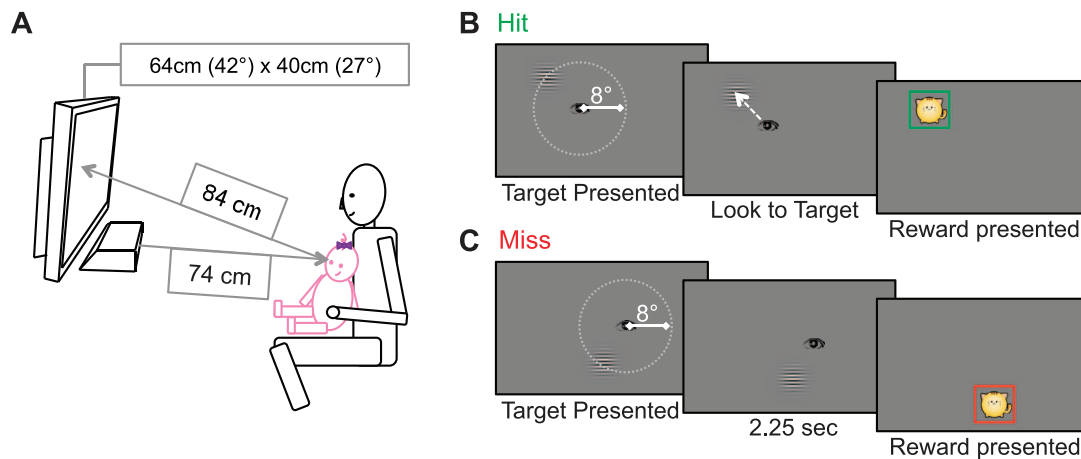 A
64cm (42°) x 40cm (27°)
84 cm
74 cm
B Hit
8°
Target Presented
Look to Target
Reward presented
C Miss
8°
Target Presented
2.25 sec
Reward presented